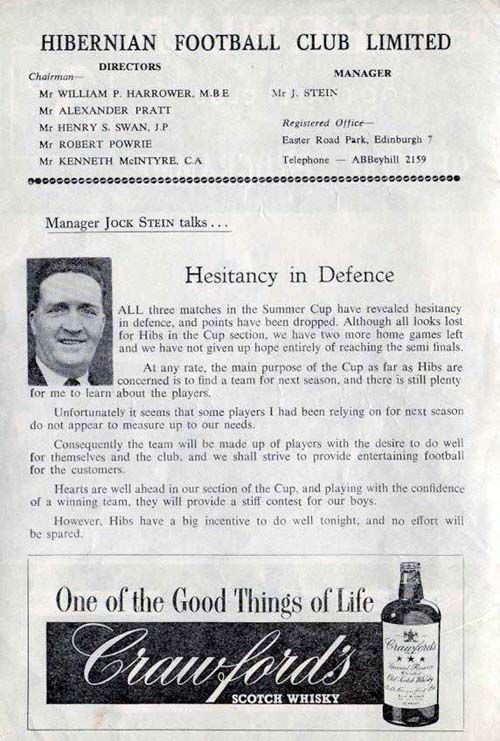 HIBERNIAN FOOTBALL CLUB LIMITED
DIRECTORS
Chairman—
Mr WILLIAM P. HARROWER, M.B.E
Mr ALEXANDER PRATT
Mr HENRY S. SWAN, J.P.
Mr ROBERT POWRIE
Mr KENNETH McINTYRE, C.A
MANAGER
Mr J. STEIN
Registered Office—
Easter Road Park, Edinburgh 7
Telephone — ABBeyhill 2159
Manager JOCK STEIN talks . . .
Hesitancy in Defence
ALL three matches in the Summer Cup have revealed hesitancy
in defence, and points have been dropped. Although all looks lost
for Hibs in the Cup section, we have two more home games left
and we have not given up hope entirely of reaching the semi finals.
At any rate, the main purpose of the Cup as far as Hibs are
concerned is to find a team for next season, and there is still plenty
for me to learn about the players.
Unfortunately it seems that some players I had been relying on for next season
do not appear to measure up to our needs.
Consequently the team will be made up of players with the desire to do well
for themselves and the club, and we shall strive to provide entertaining football
for the customers.
Hearts are well ahead in our section of the Cup, and playing with the confidence
of a winning team, they will provide a stiff contest for our boys.
However, Hibs have a big incentive to do well tonight, and no effort will
be spared.
One of the Good Things of Life
Crawford's
SCOTCH WHISKY
Crawford's
Special Reserve
Old Scotch Whisky